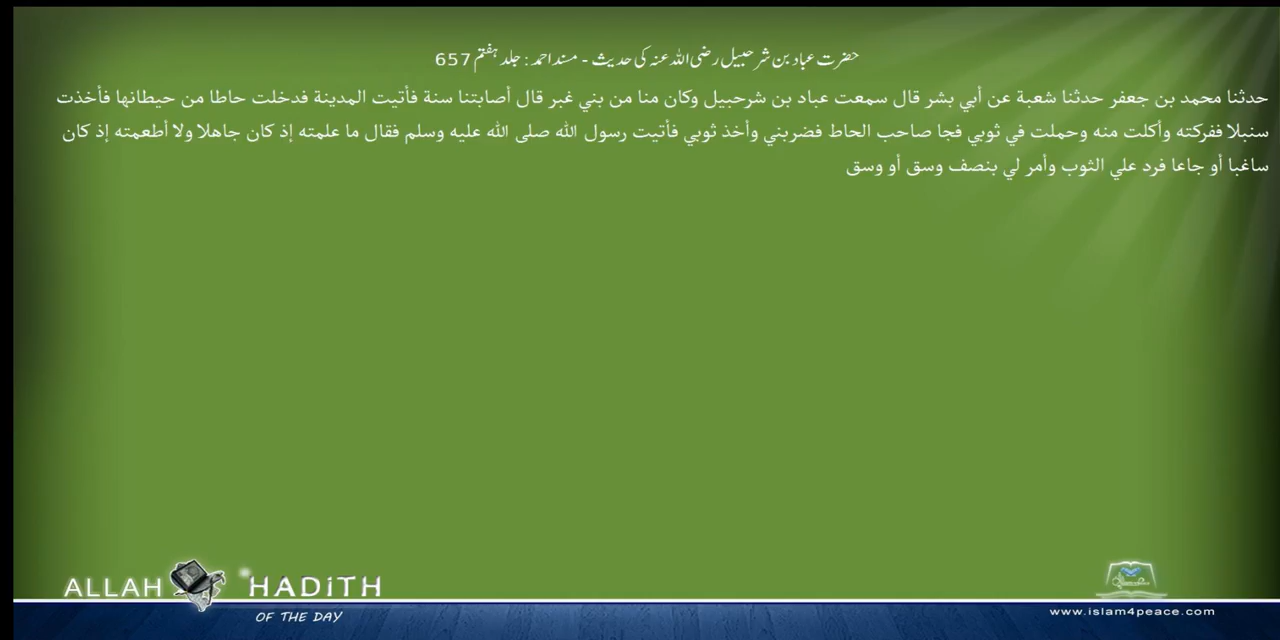 حضرت عباد بن شرحبیل رضی اللہ عنہ کی حدیث - مسند احمد : جلد ہفتم 657
حدثنا محمد بن جعفر حدثنا شعبة عن أبي بشر قال سمعت عباد بن شرحبيل وكان منا من بني غبر قال أصابتنا سنة فأتيت المدينة فدخلت حاطا من حيطانها فأخذت
سنبلا ففركته وأكلت منه وحملت في ثوبي فجا صاحب الحاط فضربني وأخذ ثوبي فأتيت رسول الله صلى الله عليه وسلم فقال ما علمته إذ كان جاهلا ولا أطعمته إذ كان
ساغبا أو جاعا فرد علي الثوب وأمر لي بنصف وسق أو وسق
ALLAH HADITH
OF THE DAY
www.islam4peace.com